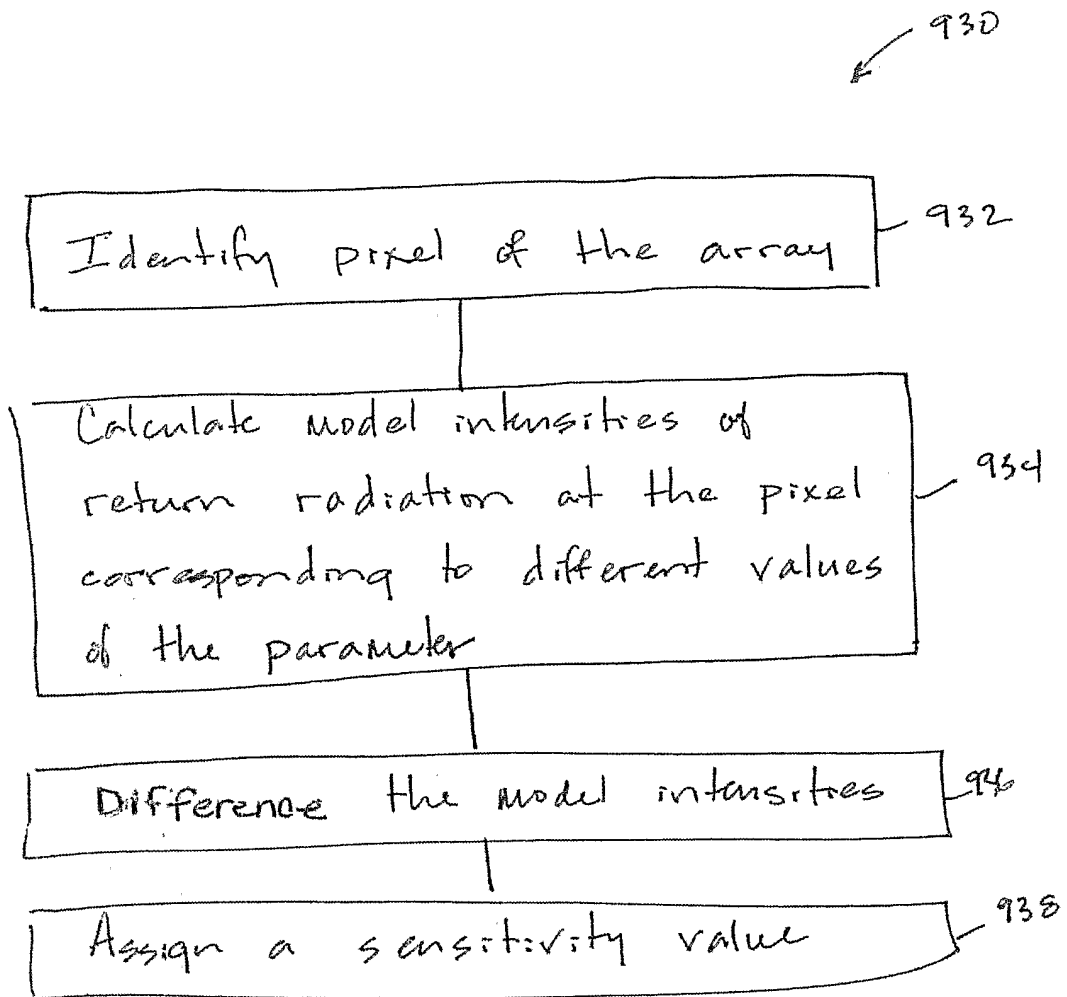 930
932
Identify pixel of the array
Calculate model intensities of
return radiation at the pixel
corresponding to different values
of the parameter
934
Difference the model intensities
936
Assign a sensitivity value
938